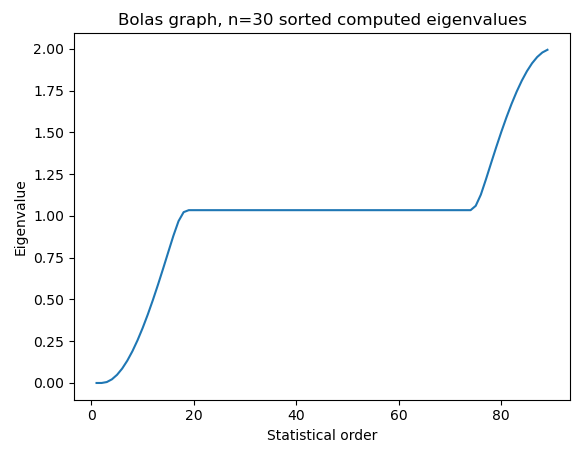 Bolas graph, n=30 sorted computed eigenvalues
2.00
1.75
1.50
1.25
1.00
0.75
0.50
0.25
0.00
Eigenvalue
0 20 40 60 80
Statistical order